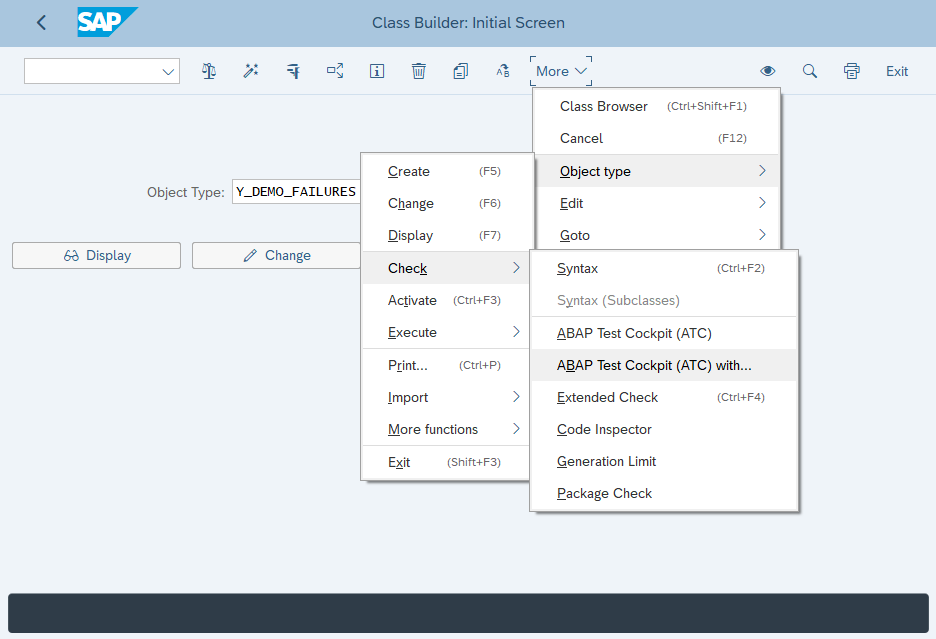 SAP Class Builder: Initial Screen
More Exit
Class Browser (Ctrl+Shift+F1)
Cancel (F12)
Object type
Edit
Goto
Create (F5)
Change (F6)
Display (F7)
Check
Activate (Ctrl+F3)
Execute
Print... (Ctrl+P)
Import
More functions
Exit (Shift+F3)
Syntax (Ctrl+F2)
Syntax (Subclasses)
ABAP Test Cockpit (ATC)
ABAP Test Cockpit (ATC) with...
Extended Check (Ctrl+F4)
Code Inspector
Generation Limit
Package Check
Object Type: Y_DEMO_FAILURES
Display Change